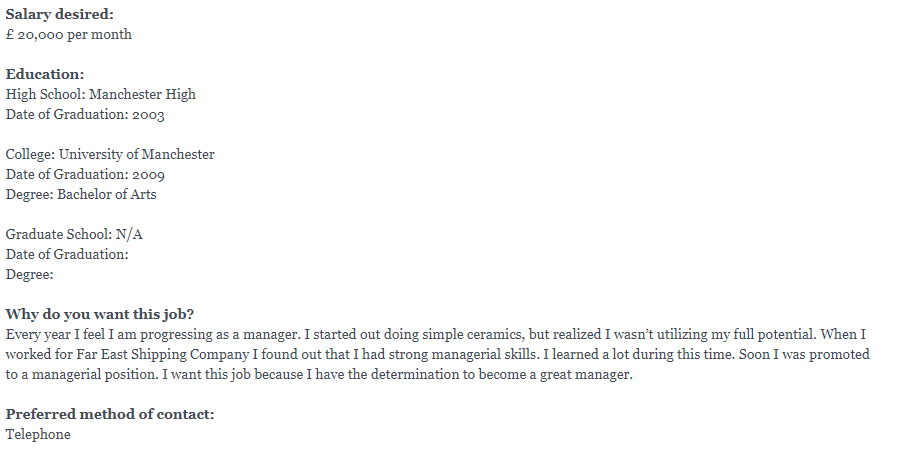 Salary desired:
£ 20,000 per month
Education:
High School: Manchester High
Date of Graduation: 2003
College: University of Manchester
Date of Graduation: 2009
Degree: Bachelor of Arts
Graduate School: N/A
Date of Graduation:
Degree:
Why do you want this job?
Every year I feel I am progressing as a manager. I started out doing simple ceramics, but realized I wasn’t utilizing my full potential. When I
worked for Far East Shipping Company I found out that I had strong managerial skills. I learned a lot during this time. Soon I was promoted
to a managerial position. I want this job because I have the determination to become a great manager.
Preferred method of contact:
Telephone